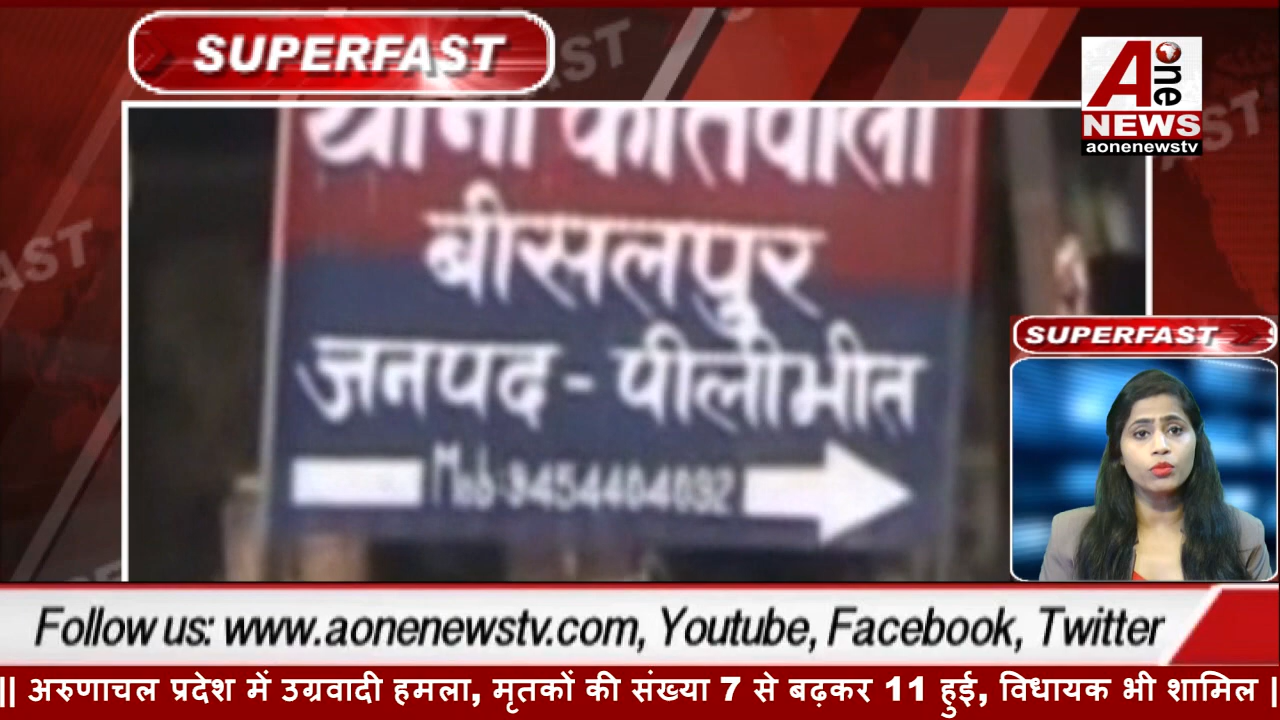 SUPERFAST
A one
NEWS
aonenewstv
थाना कोतवाली
बीसलपुर
जनपद - पीलीभीत
SUPERFAST
Follow us: www.aonenewstv.com, Youtube, Facebook, Twitter
|| अरुणाचल प्रदेश में उग्रवादी हमला, मृतकों की संख्या 7 से बढ़कर 11 हुई, विधायक भी शामिल |